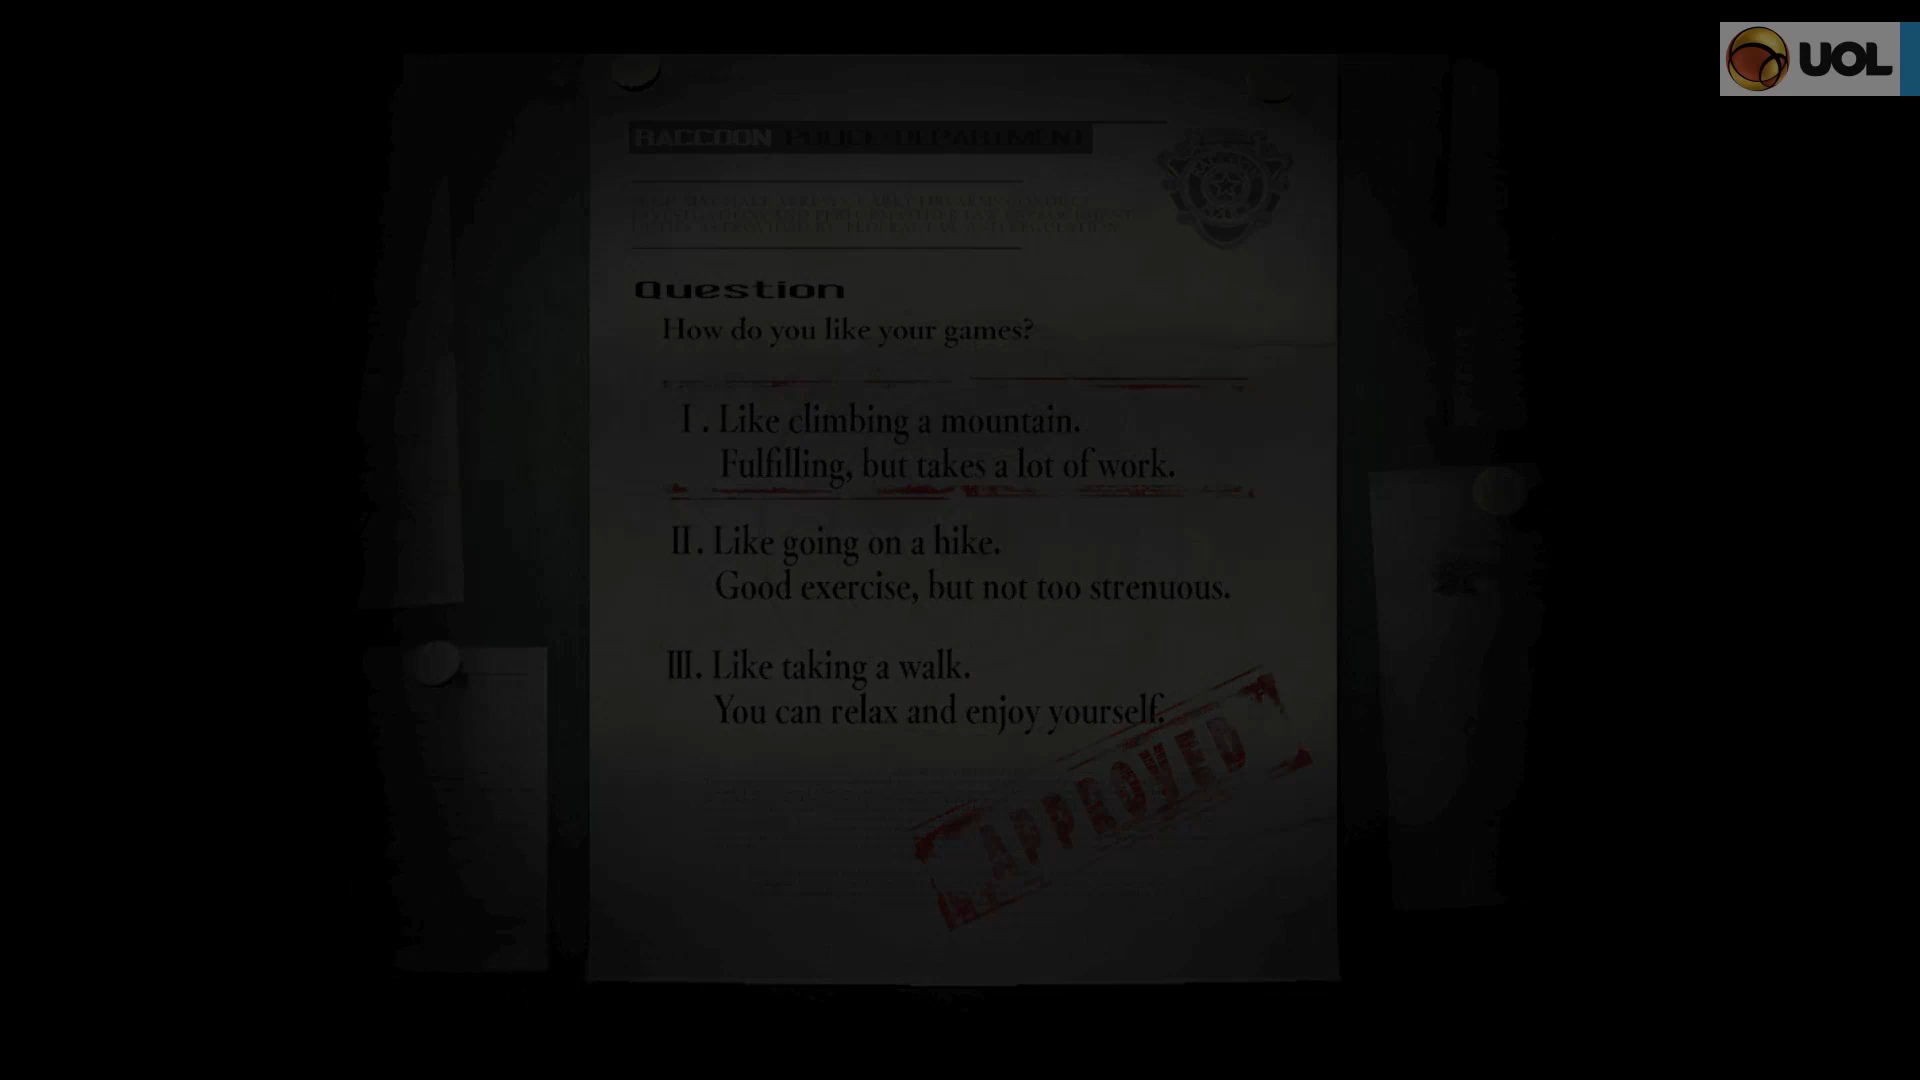 UOL
RACCOON POLICE DEPARTMENT
Question
How do you like your games?
I. Like climbing a mountain.
Fulfilling, but takes a lot of work.
II. Like going on a hike.
Good exercise, but not too strenuous.
III. Like taking a walk.
You can relax and enjoy yourself.
APPROVED